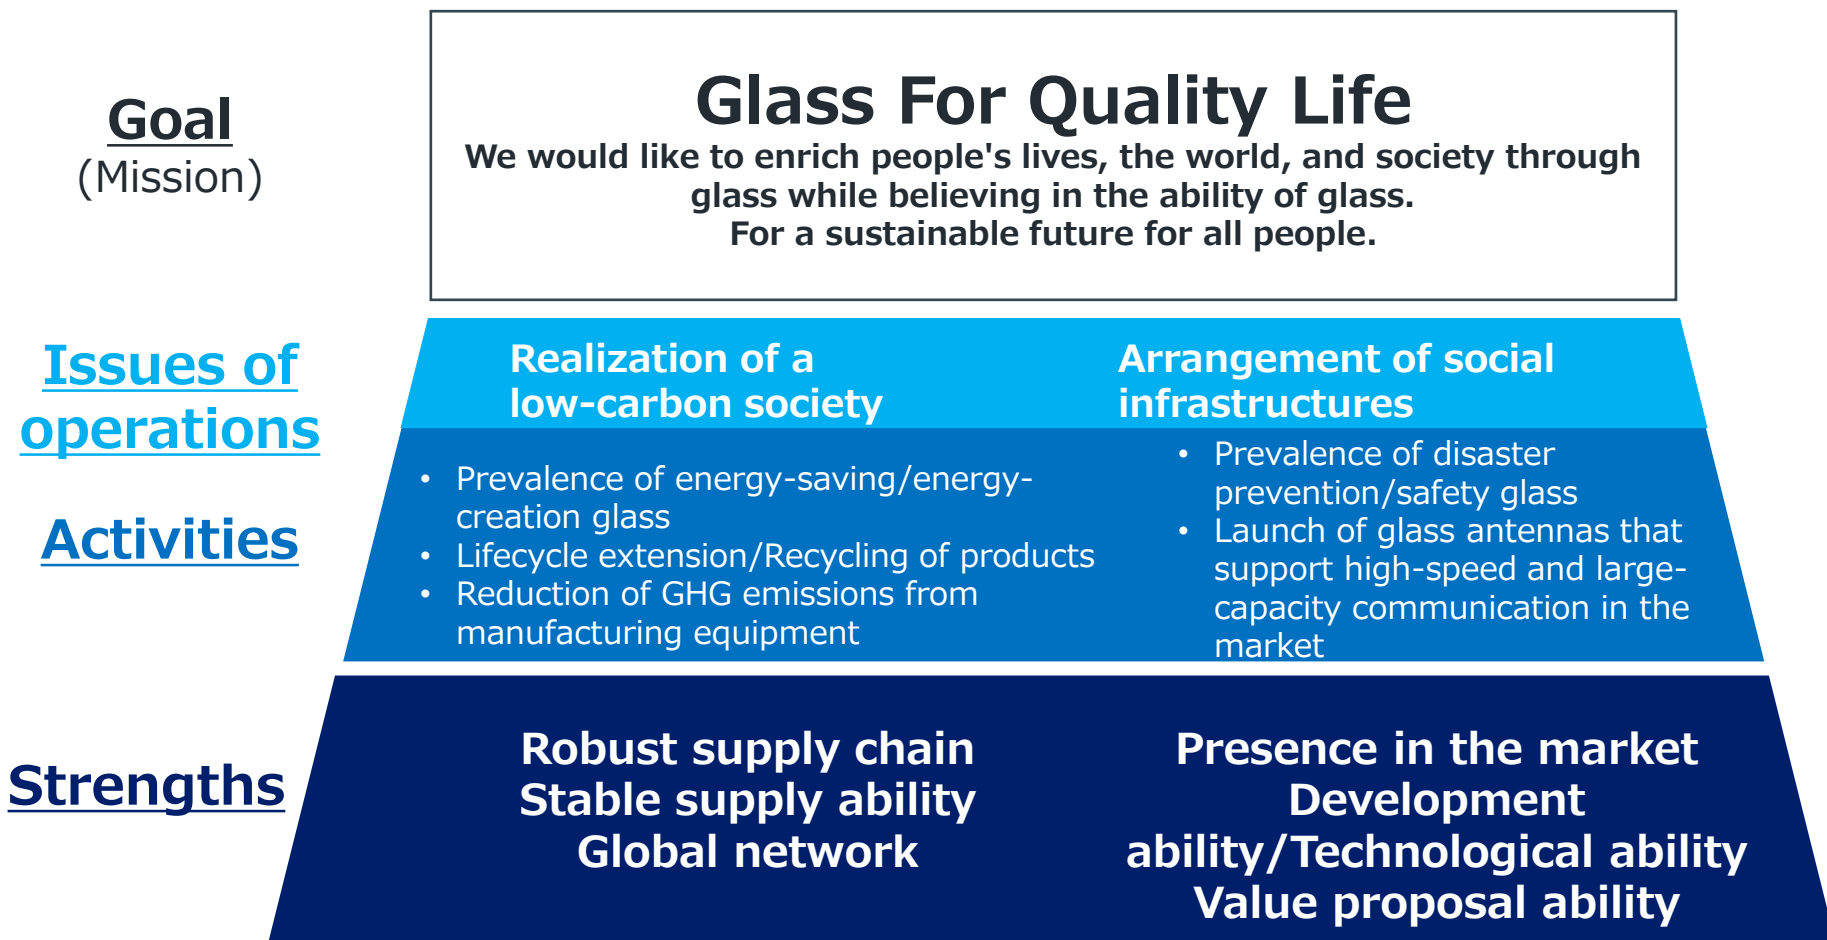 Goal
(Mission)
Glass For Quality Life
We would like to enrich people's lives, the world, and society through
glass while believing in the ability of glass.
For a sustainable future for all people.
Issues of
operations
Realization of a
low-carbon society
Arrangement of social
infrastructures
Activities
• Prevalence of energy-saving/energy-
creation glass
• Lifecycle extension/Recycling of products
• Reduction of GHG emissions from
manufacturing equipment
• Prevalence of disaster
prevention/safety glass
• Launch of glass antennas that
support high-speed and large-
capacity communication in the
market
Strengths
Robust supply chain
Stable supply ability
Global network
Presence in the market
Development
ability/Technological ability
Value proposal ability